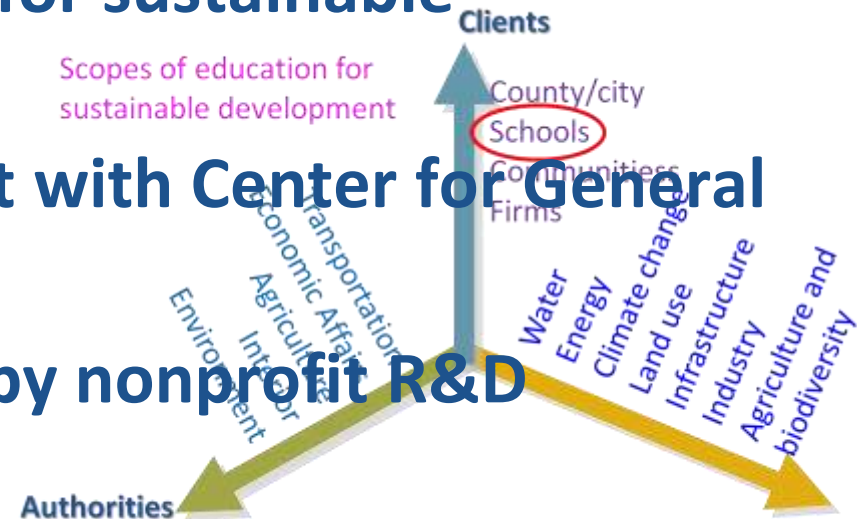 for sustainable
Clients
Scopes of education for
sustainable development
County/city
Schools
Communitiess
Firms
t with Center for General
Transportation
Economic Affairs
Agriculture
Interior
Environment
Water
Energy
Climate change
Land use
Infrastructure
Industry
Agriculture and
biodiversity
by nonprofit R&D
Authorities